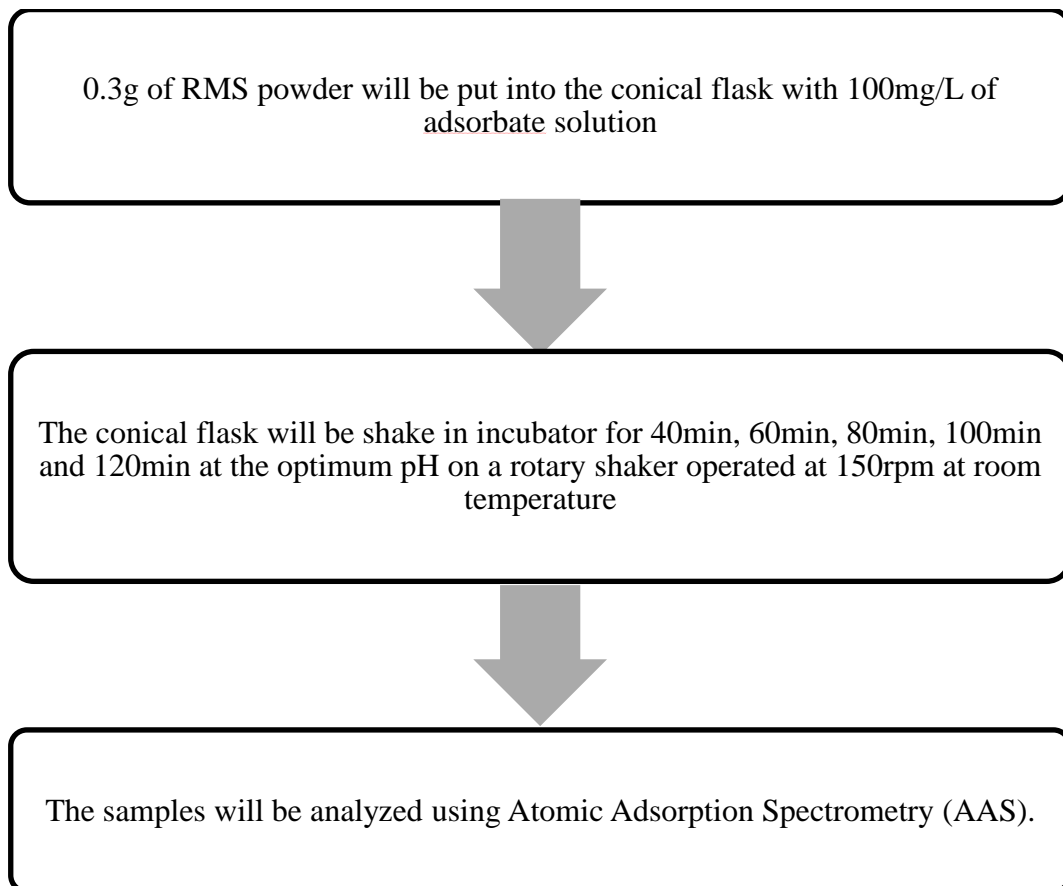 0.3g of RMS powder will be put into the conical flask with 100mg/L of
adsorbate solution
The conical flask will be shake in incubator for 40min, 60min, 80min, 100min
and 120min at the optimum pH on a rotary shaker operated at 150rpm at room
temperature
The samples will be analyzed using Atomic Adsorption Spectrometry (AAS).